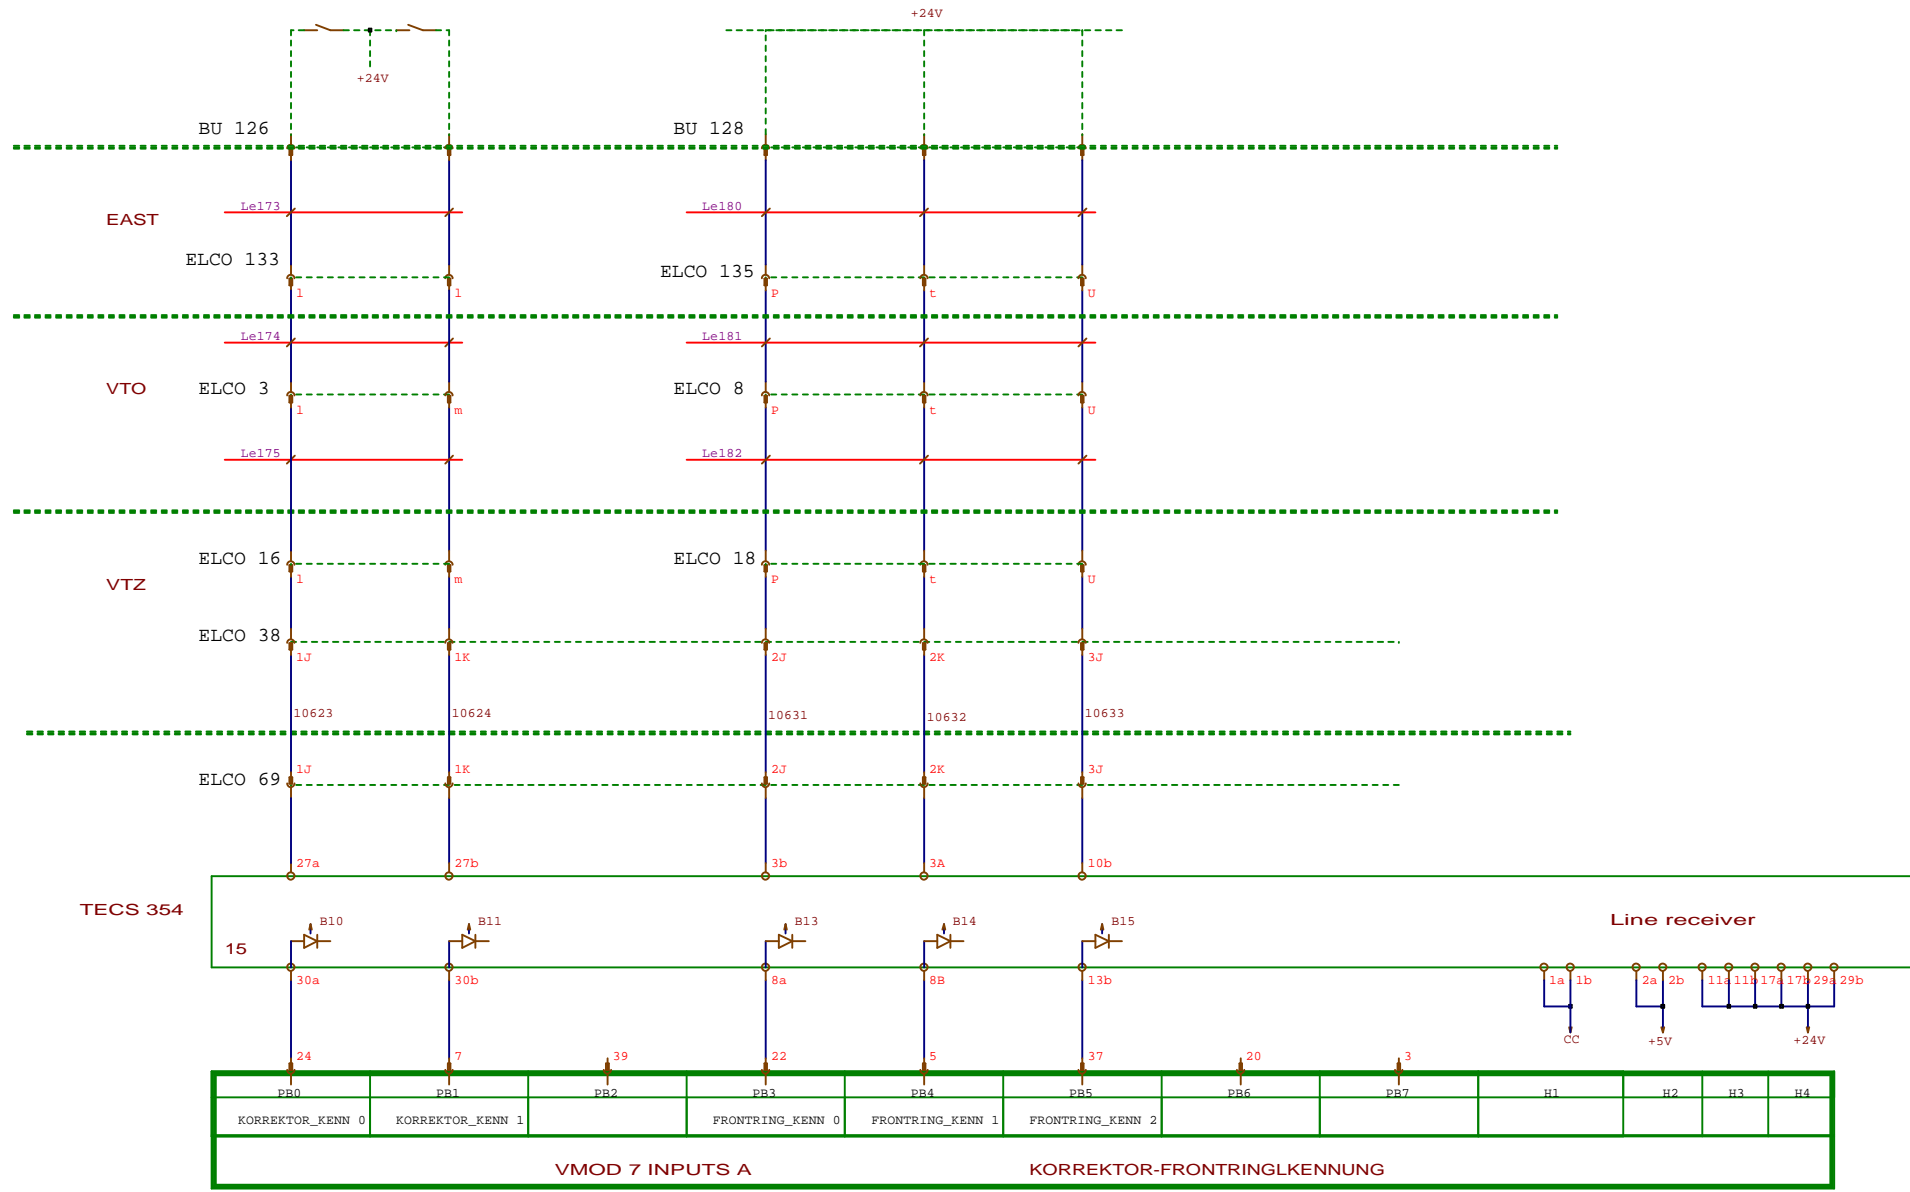 +24V
+24V
BU 126 BU 128
Le173 Le180
EAST
ELCO 133 ELCO 135
l l P t U
Le174 Le181
VTO ELCO 3 ELCO 8
l m P t U
Le175 Le182
ELCO 16 ELCO 18
l m P t U
VTZ
ELCO 38
1J 1K 2J 2K 3J
10623 10624 10631 10632 10633
1J 1K 2J 2K 3J
ELCO 69
27a 27b 3b 3A 10b
TECS 354 B10 B11 B13 B14 B15 Line receiver
15
30a 30b 8a 8B 13b 1a 1b 2a 2b 11a 11b 17a 17b 29a 29b
CC +5V +24V
24 7 39 22 5 37 20 3
PB0 PB1 PB2 PB3 PB4 PB5 PB6 PB7 H1 H2 H3 H4
KORREKTOR_KENN 0 KORREKTOR_KENN 1 FRONTRING_KENN 0 FRONTRING_KENN 1 FRONTRING_KENN 2
VMOD 7 INPUTS A KORREKTOR-FRONTRINGLKENNUNG